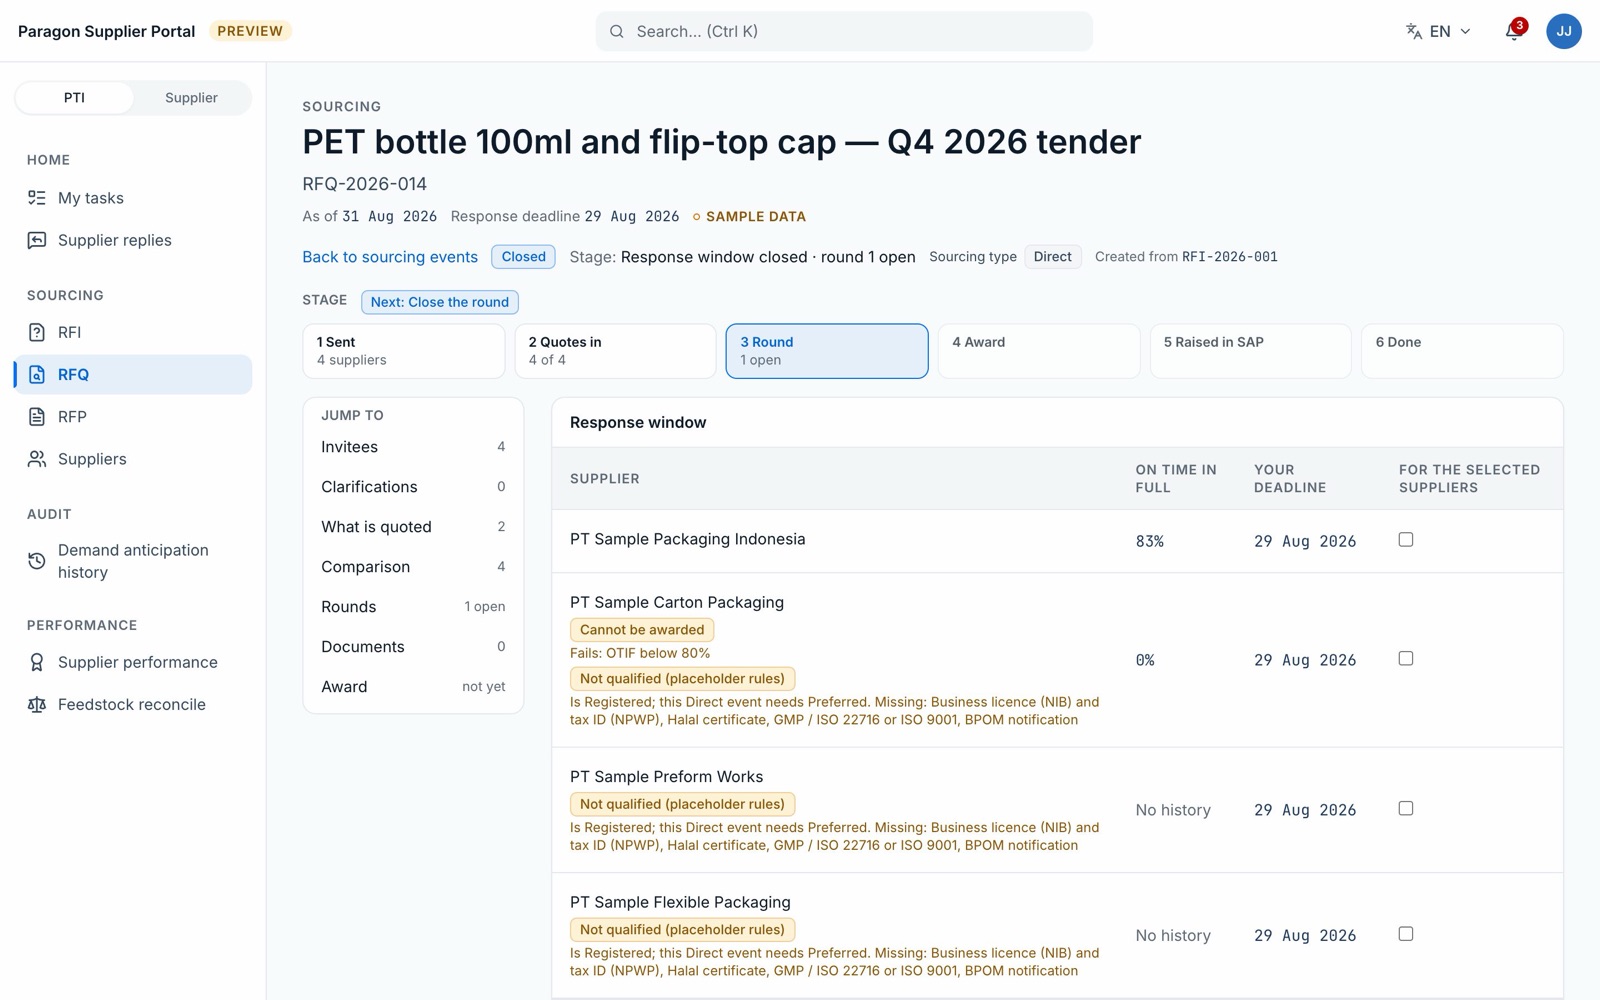 Paragon Supplier Portal PREVIEW
Search... (Ctrl K)
EN
3
JJ
PTI Supplier
HOME
My tasks
Supplier replies
SOURCING
RFI
RFQ
RFP
Suppliers
AUDIT
Demand anticipation
history
PERFORMANCE
Supplier performance
Feedstock reconcile
SOURCING
PET bottle 100ml and flip-top cap — Q4 2026 tender
RFQ-2026-014
As of 31 Aug 2026 Response deadline 29 Aug 2026 SAMPLE DATA
Back to sourcing events Closed Stage: Response window closed · round 1 open Sourcing type Direct Created from RFI-2026-001
STAGE Next: Close the round
1 Sent
4 suppliers
2 Quotes in
4 of 4
3 Round
1 open
4 Award
5 Raised in SAP
6 Done
JUMP TO
Invitees 4
Clarifications 0
What is quoted 2
Comparison 4
Rounds 1 open
Documents 0
Award not yet
Response window
SUPPLIER
ON TIME IN
FULL
YOUR
DEADLINE
FOR THE SELECTED
SUPPLIERS
PT Sample Packaging Indonesia
83% 29 Aug 2026
PT Sample Carton Packaging
Cannot be awarded
Fails: OTIF below 80%
Not qualified (placeholder rules)
Is Registered; this Direct event needs Preferred. Missing: Business licence (NIB) and
tax ID (NPWP), Halal certificate, GMP / ISO 22716 or ISO 9001, BPOM notification
0% 29 Aug 2026
PT Sample Preform Works
Not qualified (placeholder rules)
Is Registered; this Direct event needs Preferred. Missing: Business licence (NIB) and
tax ID (NPWP), Halal certificate, GMP / ISO 22716 or ISO 9001, BPOM notification
No history 29 Aug 2026
PT Sample Flexible Packaging
Not qualified (placeholder rules)
Is Registered; this Direct event needs Preferred. Missing: Business licence (NIB) and
tax ID (NPWP), Halal certificate, GMP / ISO 22716 or ISO 9001, BPOM notification
No history 29 Aug 2026